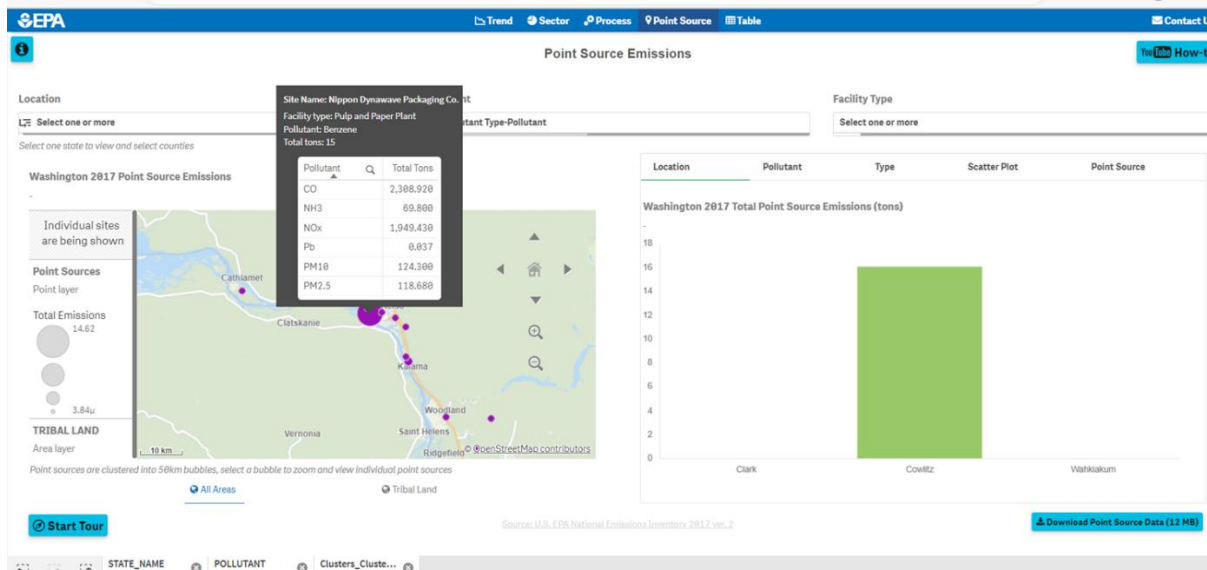 EPA
Trend Sector Process Point Source Table
Contact U
Point Source Emissions
YouTube How-t
Location
Select one or more
Select one state to view and select counties
Site Name: Nippon Dynawave Packaging Co.
Facility type: Pulp and Paper Plant
Pollutant: Benzene
Total tons: 15
Pollutant Total Tons
CO 2,308.920
NH3 69.800
NOx 1,949.430
Pb 0.037
PM10 124.300
PM2.5 118.680
nt
utant Type-Pollutant
Facility Type
Select one or more
Washington 2017 Point Source Emissions
-
Individual sites
are being shown
Point Sources
Point layer
Total Emissions
14.62
3.84µ
TRIBAL LAND
Area layer
Cathlamet
Clatskanie
Kalama
Woodland
Vernonia
Saint Helens
Ridgefield
10 km
© OpenStreetMap contributors
Point sources are clustered into 50km bubbles, select a bubble to zoom and view individual point sources
All Areas Tribal Land
Location Pollutant Type Scatter Plot Point Source
Washington 2017 Total Point Source Emissions (tons)
-
18
16
14
12
10
8
6
4
2
0
Clark Cowlitz Wahkiakum
Start Tour
Source: U.S. EPA National Emissions Inventory 2017 ver. 2
Download Point Source Data (12 MB)
STATE_NAME POLLUTANT Clusters_Cluste...